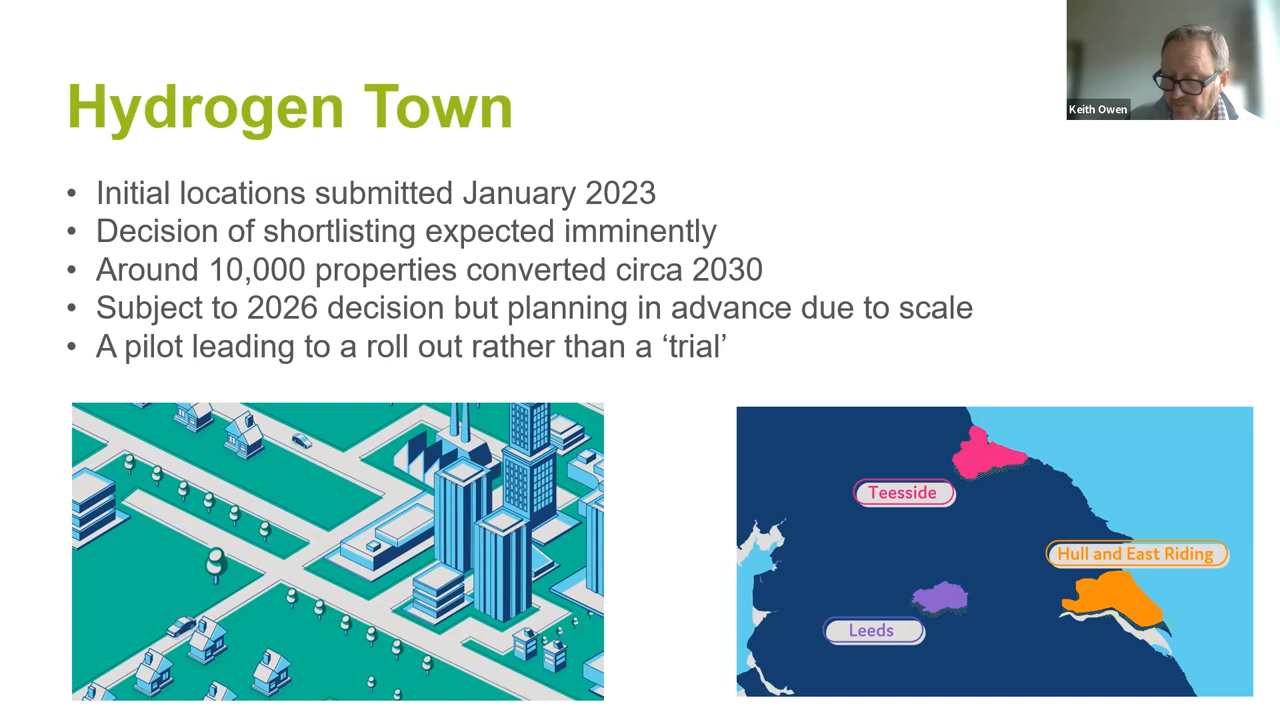 Hydrogen Town
Keith Owen
• Initial locations submitted January 2023
• Decision of shortlisting expected imminently
• Around 10,000 properties converted circa 2030
• Subject to 2026 decision but planning in advance due to scale
• A pilot leading to a roll out rather than a ‘trial’
Teesside
Hull and East Riding
Leeds